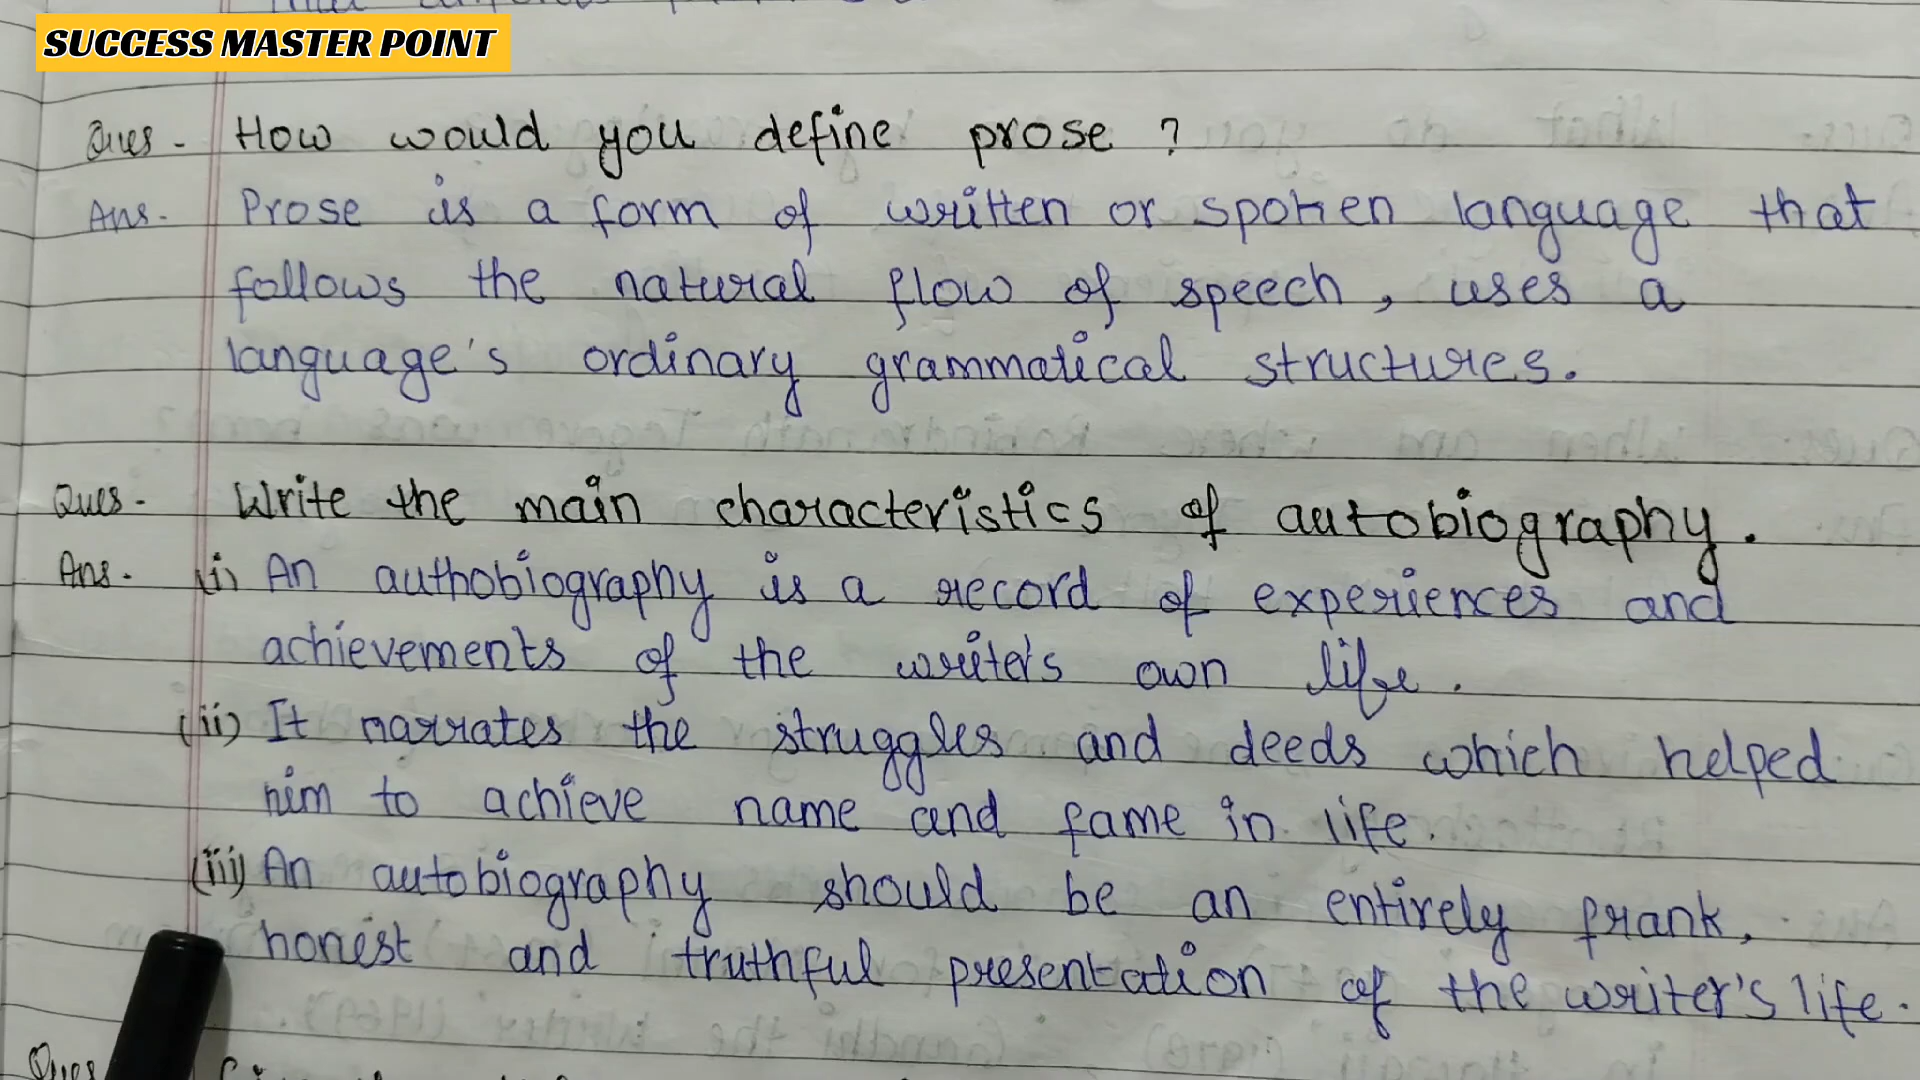 SUCCESS MASTER POINT
Ques - How would you define prose ?
Ans - Prose is a form of written or spoken language that
follows the natural flow of speech, uses a
language's ordinary grammatical structures.
Ques - Write the main characteristics of autobiography.
Ans - (i) An authobiography is a record of experiences and
achievements of the writer's own life.
(ii) It narrates the struggles and deeds which helped
him to achieve name and fame in life.
(iii) An autobiography should be an entirely frank,
honest and truthful presentation of the writer's life.
Ques